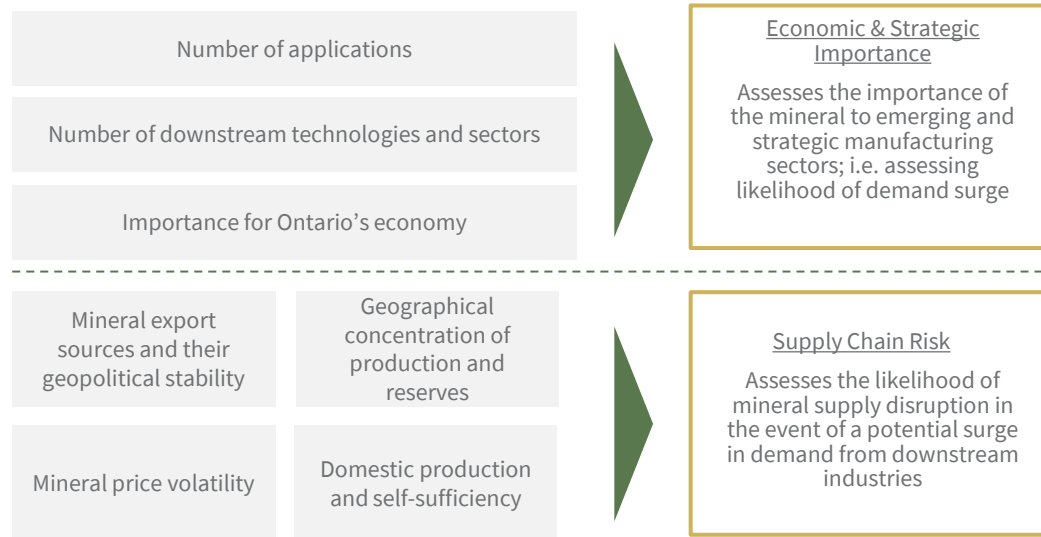 Number of applications
Number of downstream technologies and sectors
Importance for Ontario's economy
Economic & Strategic
Importance
Assesses the importance of
the mineral to emerging and
strategic manufacturing
sectors; i.e. assessing
likelihood of demand surge
Mineral export
sources and their
geopolitical stability
Geographical
concentration of
production and
reserves
Mineral price volatility
Domestic production
and self-sufficiency
Supply Chain Risk
Assesses the likelihood of
mineral supply disruption in
the event of a potential surge
in demand from downstream
industries